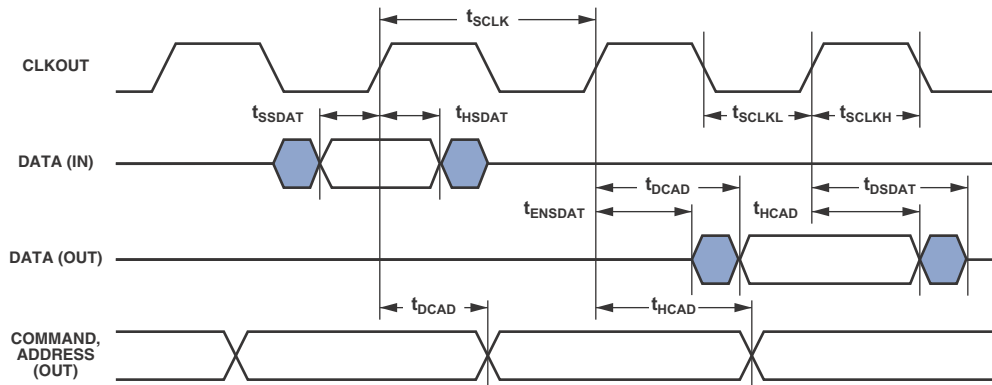 tSCLK
CLKOUT
tSSDAT
tHSDAT
tSCLKL
tSCLKH
DATA (IN)
tDCAD
tDSDAT
tENSDAT
tHCAD
DATA (OUT)
tDCAD
tHCAD
COMMAND,
ADDRESS
(OUT)